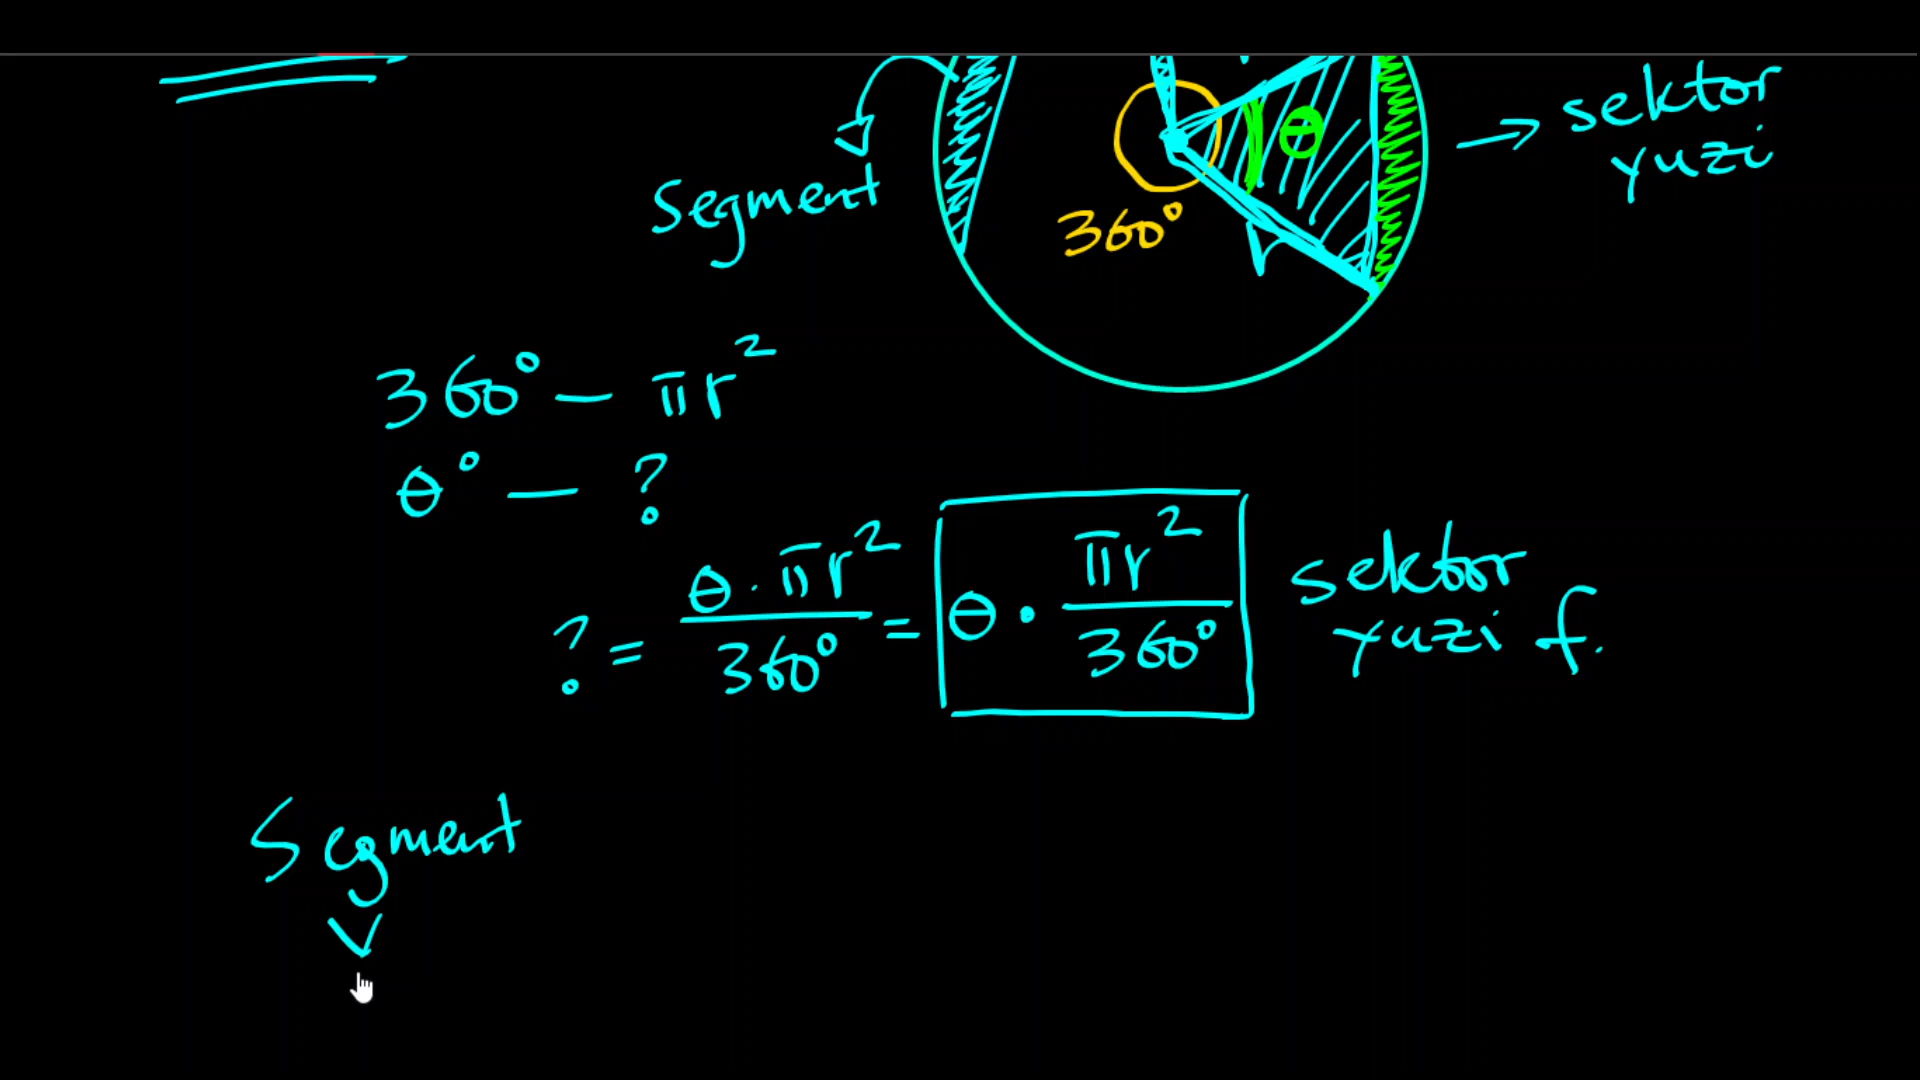 sektor
yuzi
Segment
θ
r
360°
360° — πr²
θ° — ?
? = θ · πr² / 360° = θ · πr² / 360°
sektor
yuzi f.
Segment